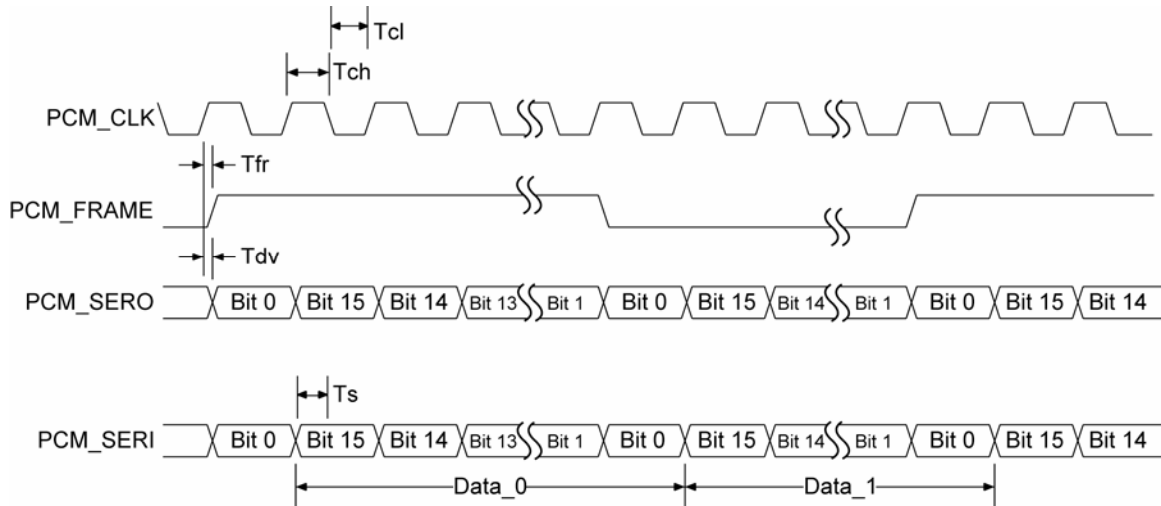 Tcl
Tch
PCM_CLK
Tfr
PCM_FRAME
Tdv
PCM_SERO Bit 0 Bit 15 Bit 14 Bit 13 Bit 1 Bit 0 Bit 15 Bit 14 Bit 1 Bit 0 Bit 15 Bit 14
Ts
PCM_SERI Bit 0 Bit 15 Bit 14 Bit 13 Bit 1 Bit 0 Bit 15 Bit 14 Bit 1 Bit 0 Bit 15 Bit 14
Data_0 Data_1